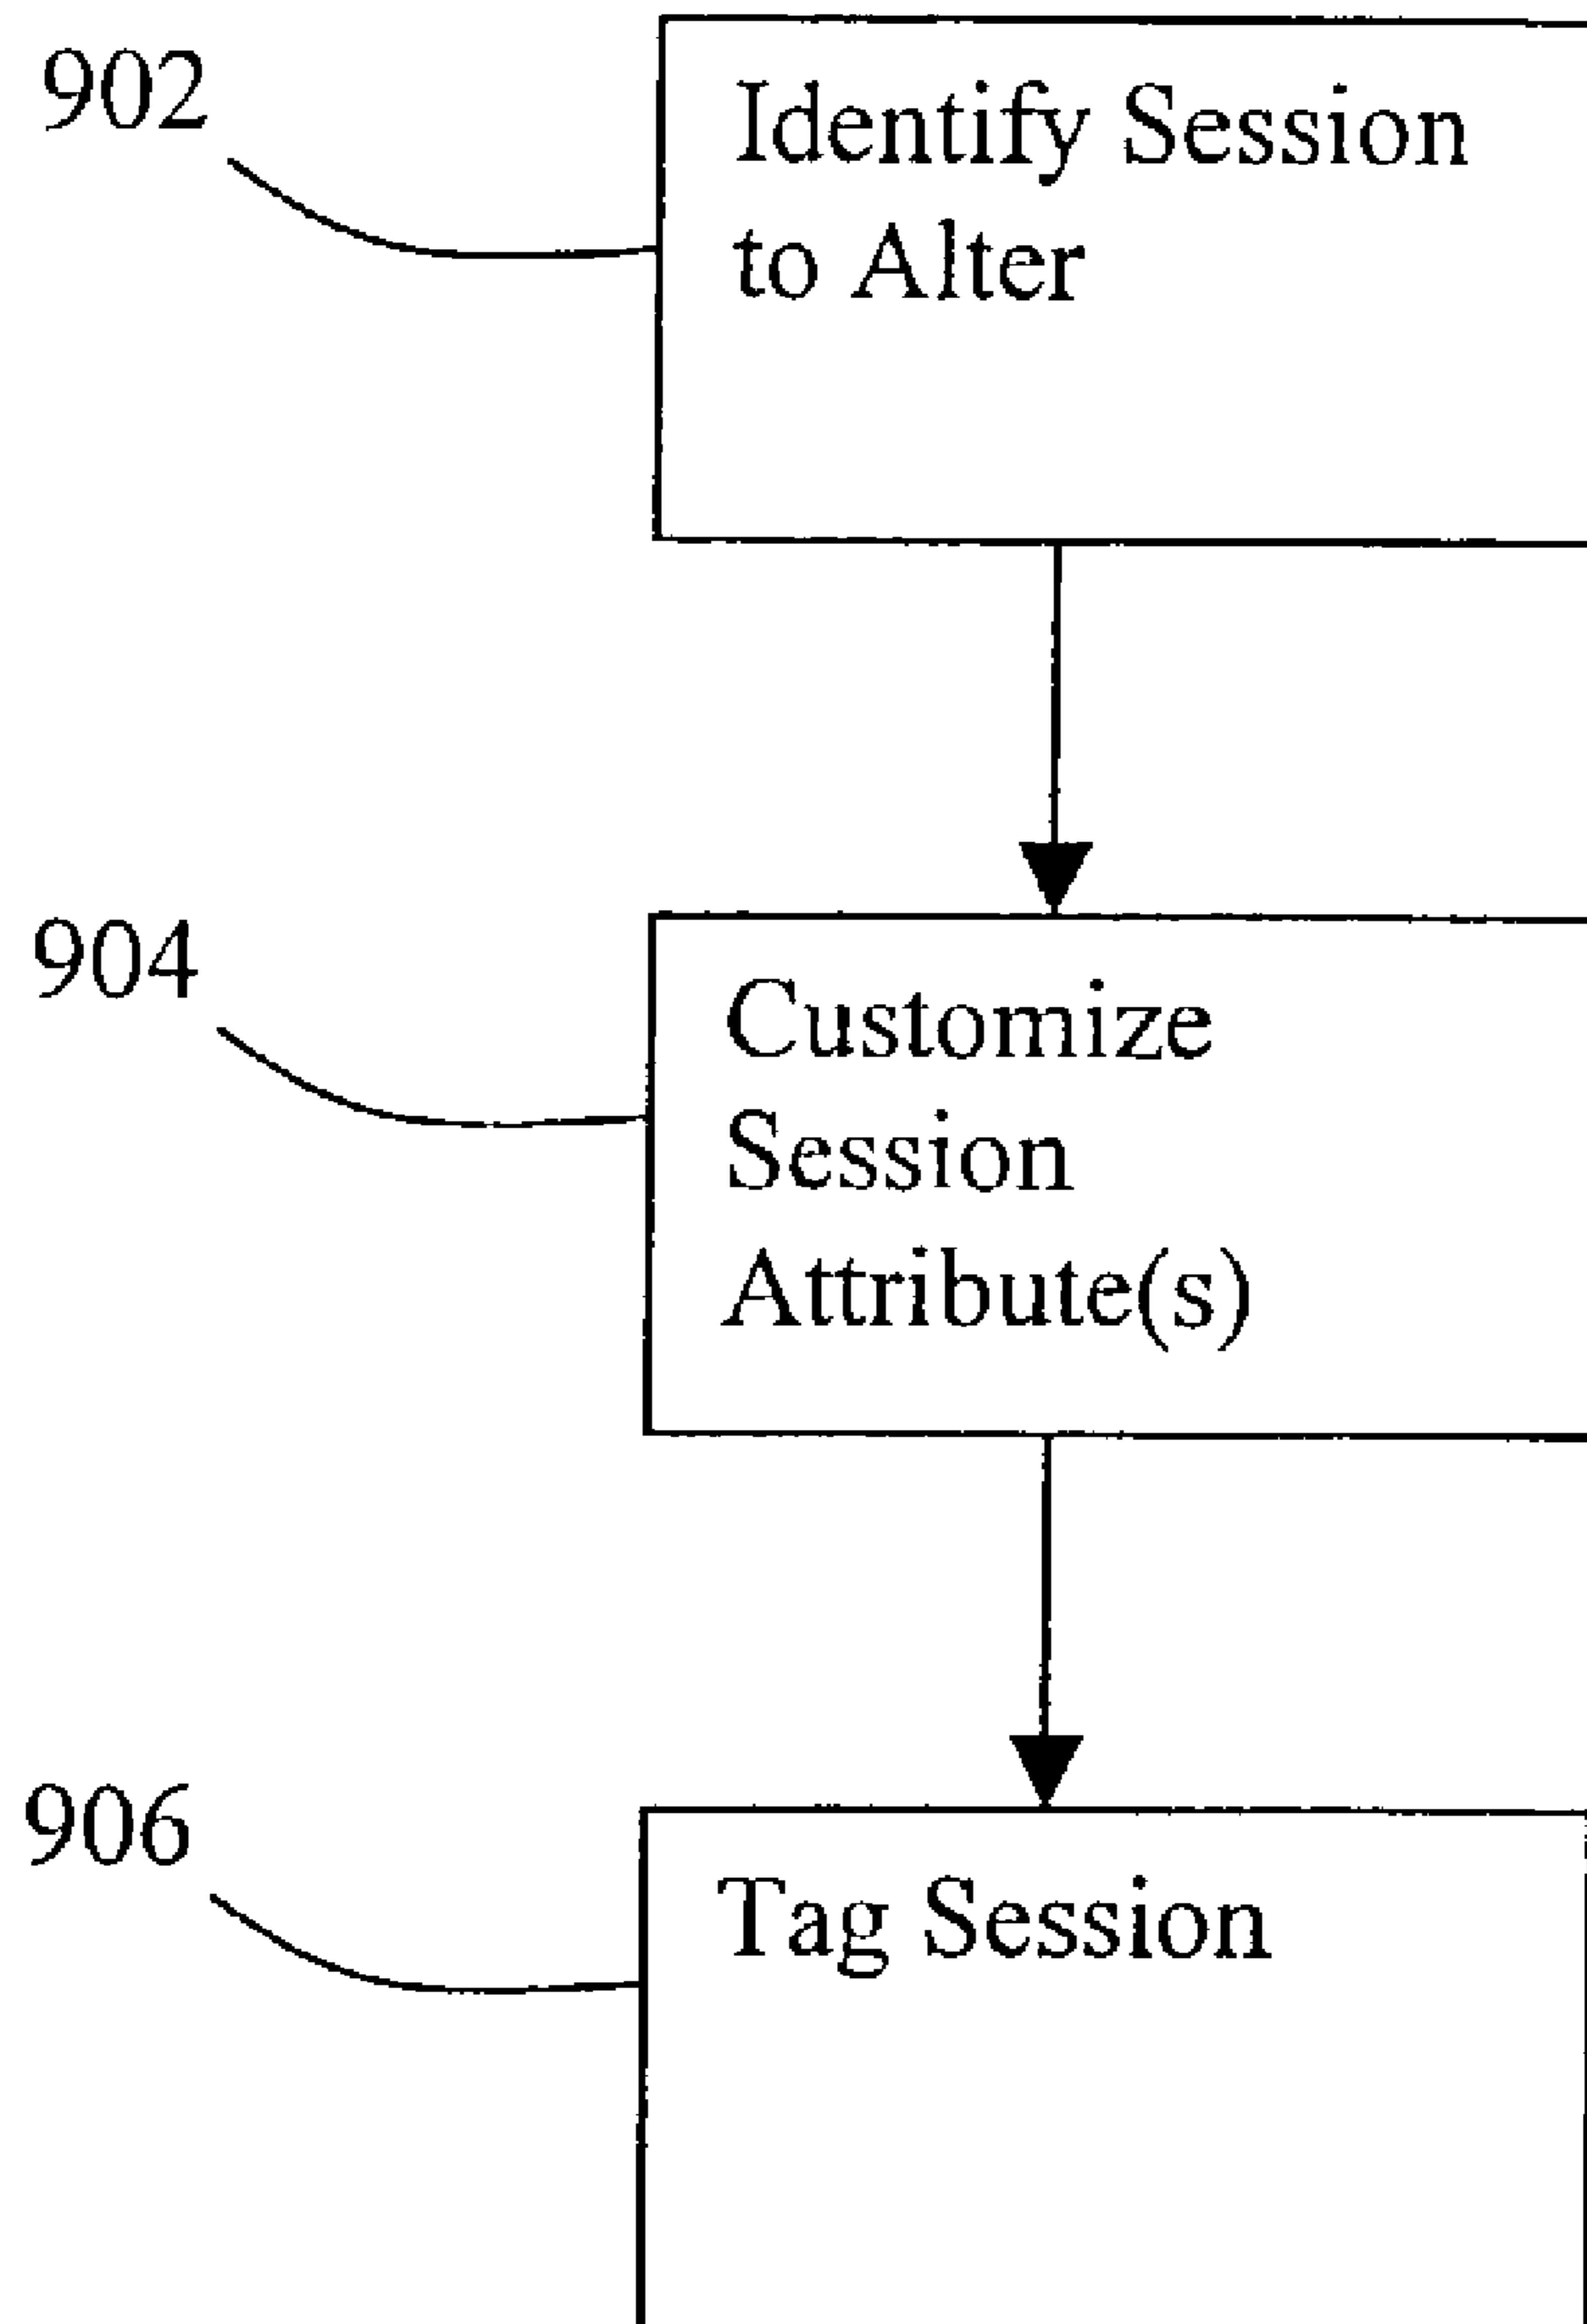 902
Identify Session
to Alter
904
Customize
Session
Attribute(s)
906
Tag Session